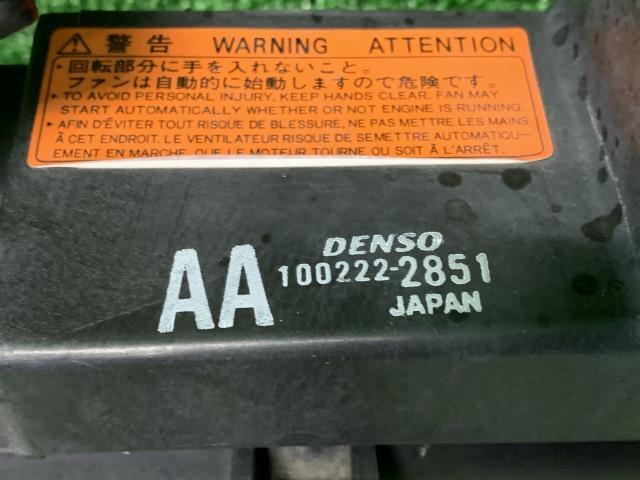 警告 WARNING ATTENTION
・回転部分に手を入れないこと。
ファンは自動的に始動しますので危険です。
・TO AVOID PERSONAL INJURY, KEEP HANDS CLEAR, FAN MAY
START AUTOMATICALLY WHETHER OR NOT ENGINE IS RUNNING.
・AFIN D'ÉVITER TOUT RISQUE DE BLESSURE, NE PAS METTRE LES MAINS
À CET ENDROIT. LE VENTILATEUR RISQUE DE SE METTRE AUTOMATIQU-
EMENT EN MARCHE, QUE LE MOTEUR TOURNE OU SOIT À L'ARRÊT.
DENSO
AA 100222-2851
JAPAN